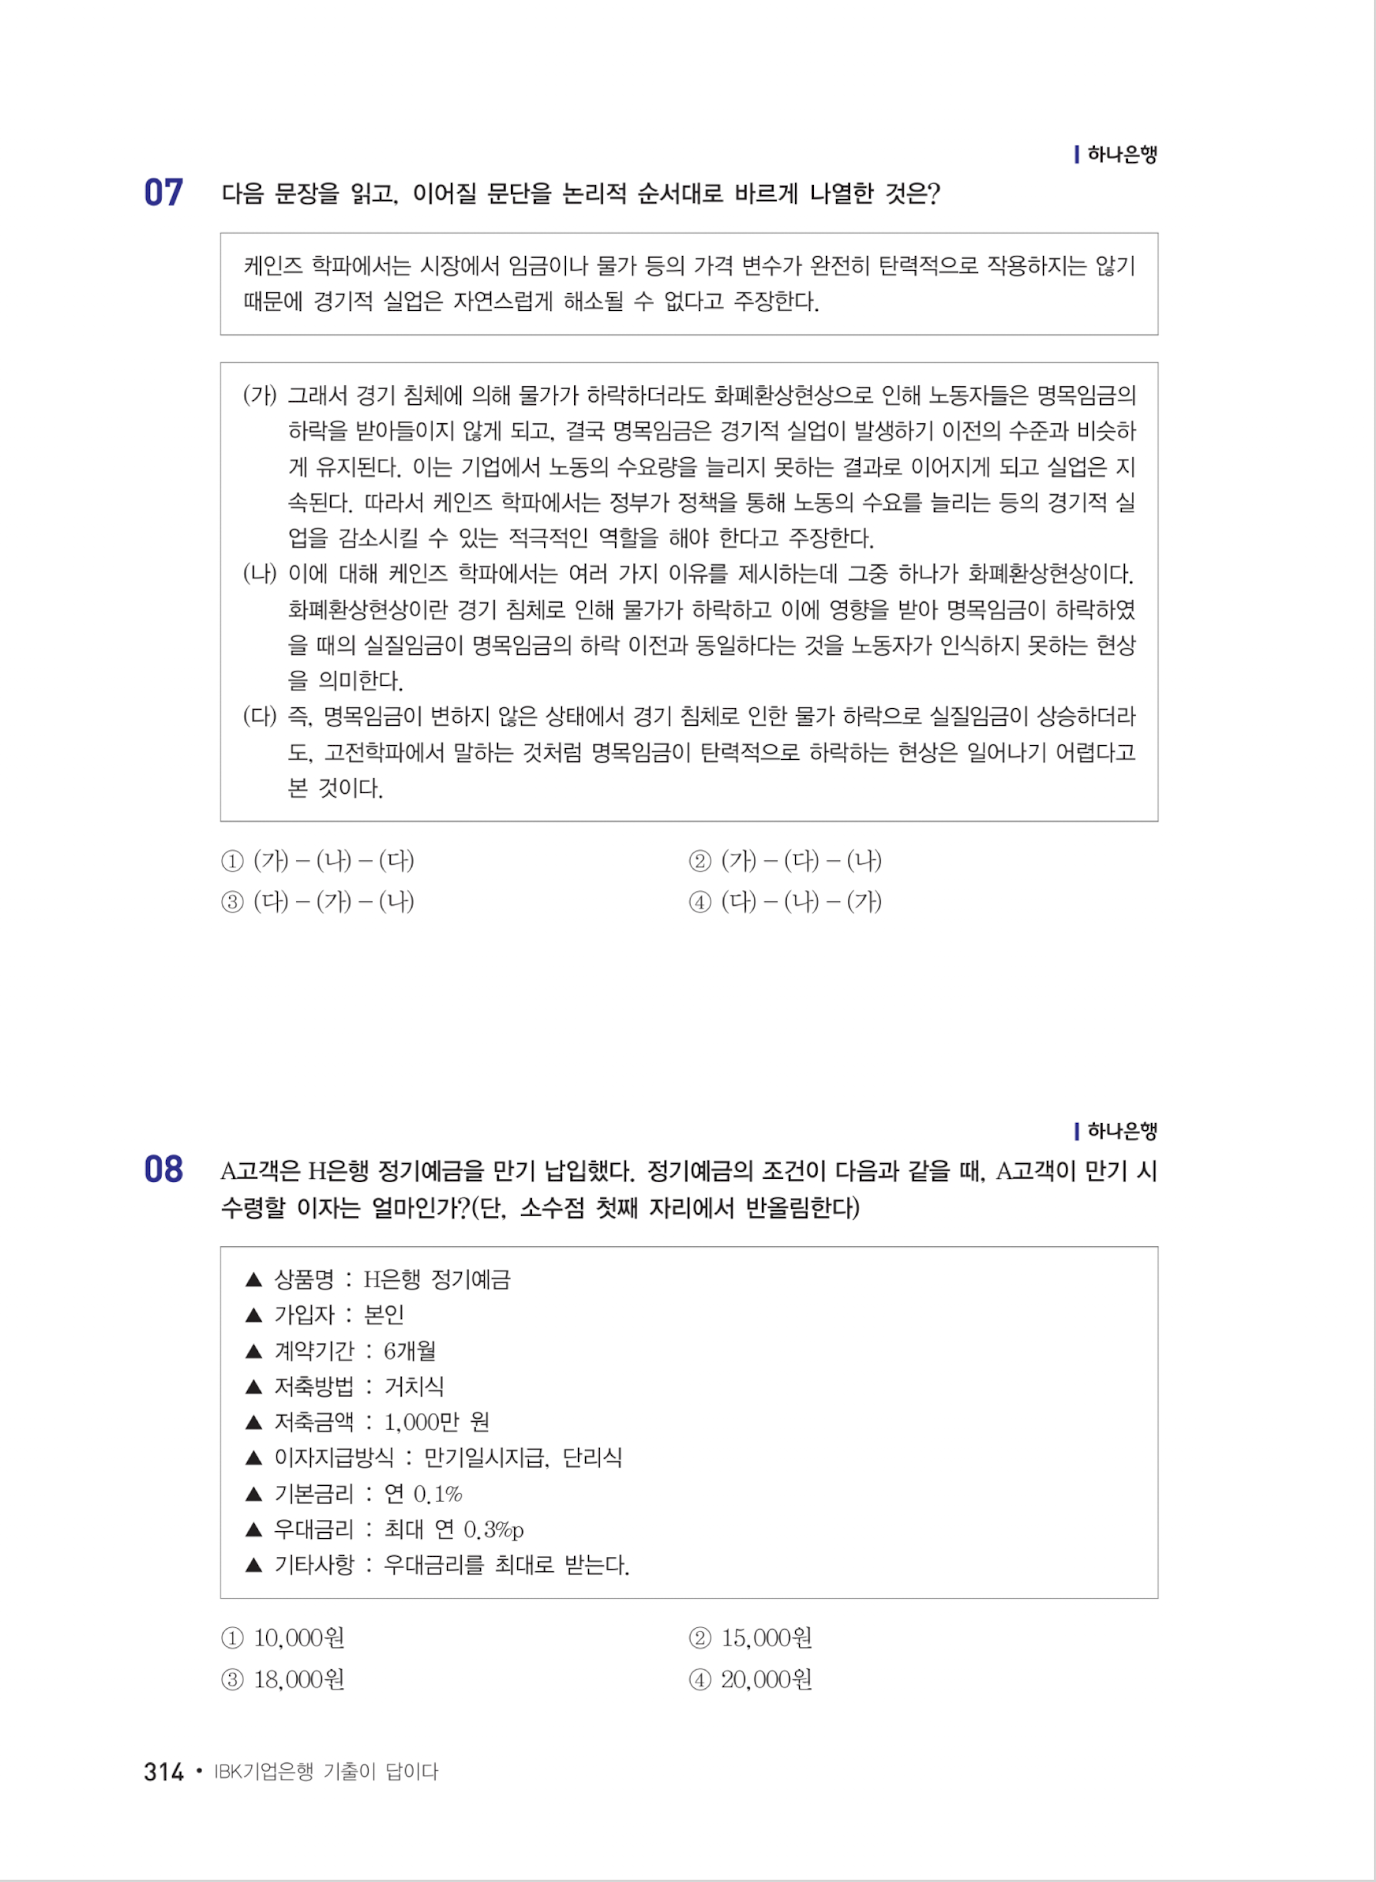 하나은행
07 다음 문장을 읽고, 이어질 문단을 논리적 순서대로 바르게 나열한 것은?
케인즈 학파에서는 시장에서 임금이나 물가 등의 가격 변수가 완전히 탄력적으로 작용하지는 않기
때문에 경기적 실업은 자연스럽게 해소될 수 없다고 주장한다.
(가) 그래서 경기 침체에 의해 물가가 하락하더라도 화폐환상현상으로 인해 노동자들은 명목임금의
하락을 받아들이지 않게 되고, 결국 명목임금은 경기적 실업이 발생하기 이전의 수준과 비슷하
게 유지된다. 이는 기업에서 노동의 수요량을 늘리지 못하는 결과로 이어지게 되고 실업은 지
속된다. 따라서 케인즈 학파에서는 정부가 정책을 통해 노동의 수요를 늘리는 등의 경기적 실
업을 감소시킬 수 있는 적극적인 역할을 해야 한다고 주장한다.
(나) 이에 대해 케인즈 학파에서는 여러 가지 이유를 제시하는데 그중 하나가 화폐환상현상이다.
화폐환상현상이란 경기 침체로 인해 물가가 하락하고 이에 영향을 받아 명목임금이 하락하였
을 때의 실질임금이 명목임금의 하락 이전과 동일하다는 것을 노동자가 인식하지 못하는 현상
을 의미한다.
(다) 즉, 명목임금이 변하지 않은 상태에서 경기 침체로 인한 물가 하락으로 실질임금이 상승하더라
도, 고전학파에서 말하는 것처럼 명목임금이 탄력적으로 하락하는 현상은 일어나기 어렵다고
본 것이다.
① (가) – (나) – (다) ② (가) – (다) – (나)
③ (다) – (가) – (나) ④ (다) – (나) – (가)
하나은행
08 A고객은 H은행 정기예금을 만기 납입했다. 정기예금의 조건이 다음과 같을 때, A고객이 만기 시
수령할 이자는 얼마인가?(단, 소수점 첫째 자리에서 반올림한다)
▲ 상품명 : H은행 정기예금
▲ 가입자 : 본인
▲ 계약기간 : 6개월
▲ 저축방법 : 거치식
▲ 저축금액 : 1,000만 원
▲ 이자지급방식 : 만기일시지급, 단리식
▲ 기본금리 : 연 0.1%
▲ 우대금리 : 최대 연 0.3%p
▲ 기타사항 : 우대금리를 최대로 받는다.
① 10,000원 ② 15,000원
③ 18,000원 ④ 20,000원
314 • IBK기업은행 기출이 답이다